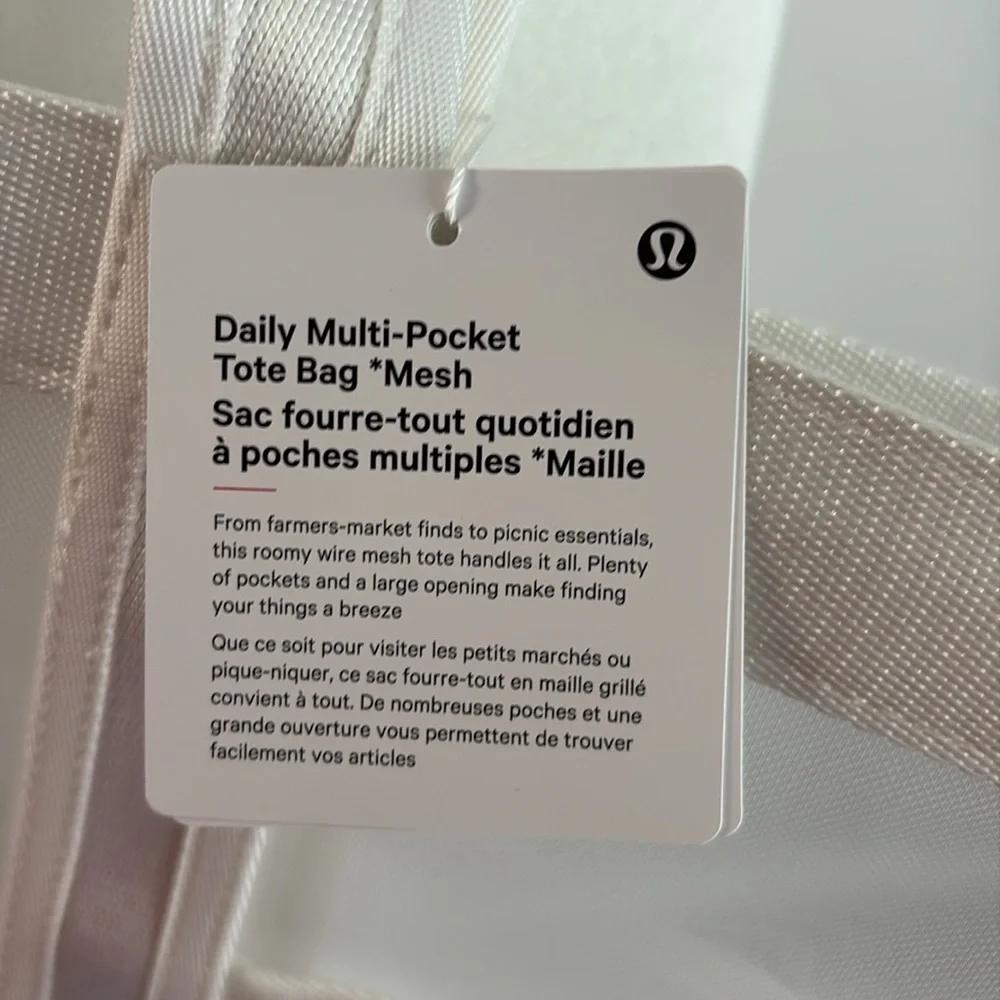 Daily Multi-Pocket
Tote Bag *Mesh
Sac fourre-tout quotidien
à poches multiples *Maille
From farmers-market finds to picnic essentials,
this roomy wire mesh tote handles it all. Plenty
of pockets and a large opening make finding
your things a breeze
Que ce soit pour visiter les petits marchés ou
pique-niquer, ce sac fourre-tout en maille grillé
convient à tout. De nombreuses poches et une
grande ouverture vous permettent de trouver
facilement vos articles